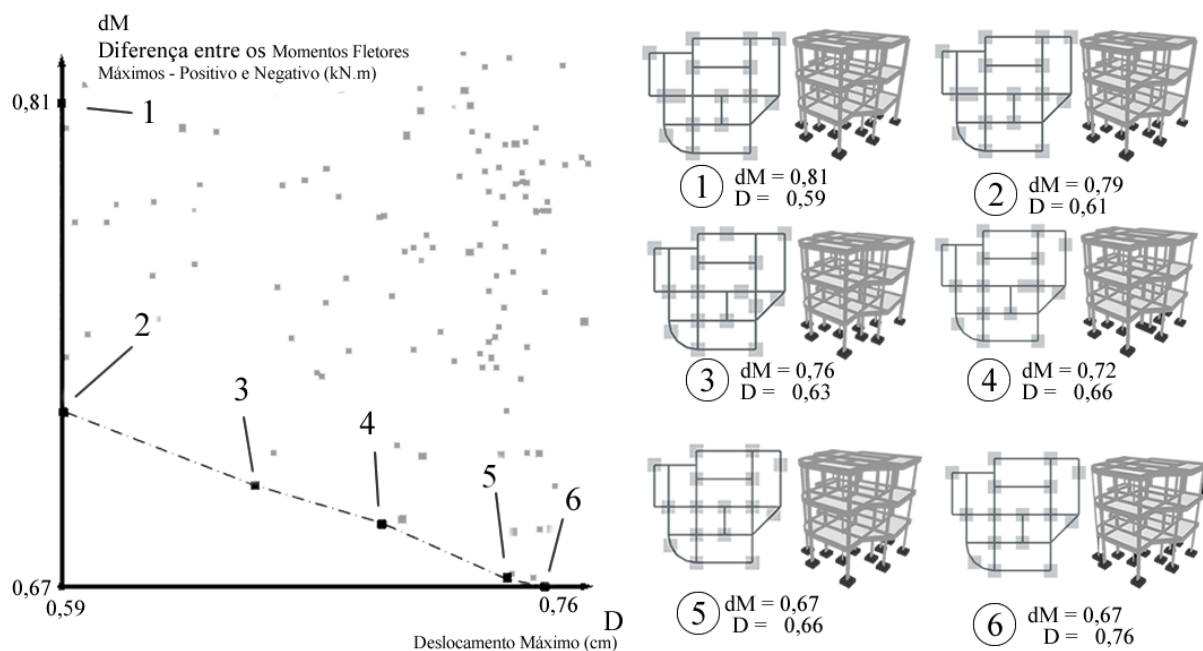 dM
Diferença entre os Momentos Fletores
Máximos - Positivo e Negativo (kN.m)
0,81
1
2
3
4
5
6
0,67
0,59
0,76
D
Deslocamento Máximo (cm)
1
dM = 0,81
D = 0,59
2
dM = 0,79
D = 0,61
3
dM = 0,76
D = 0,63
4
dM = 0,72
D = 0,66
5
dM = 0,67
D = 0,66
6
dM = 0,67
D = 0,76